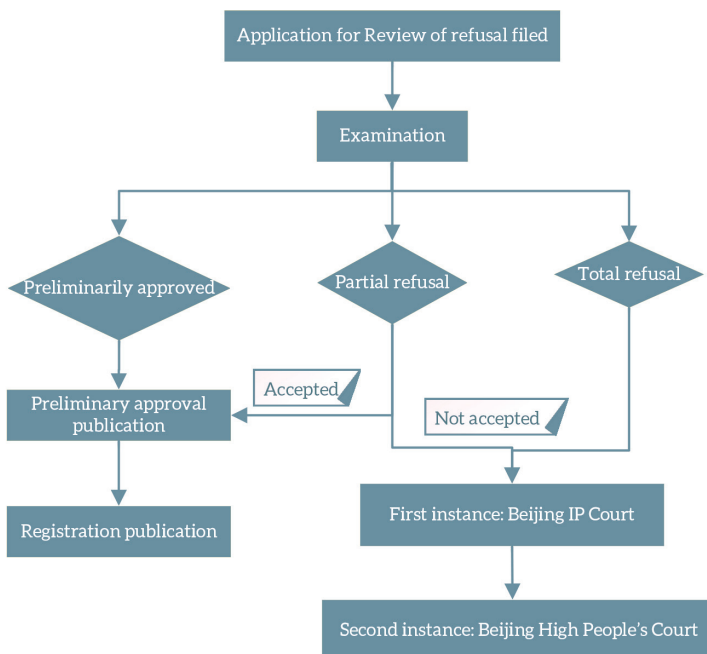 Application for Review of refusal filed
Examination
Preliminarily approved
Partial refusal
Total refusal
Accepted
Preliminary approval
publication
Not accepted
Registration publication
First instance: Beijing IP Court
Second instance: Beijing High People's Court